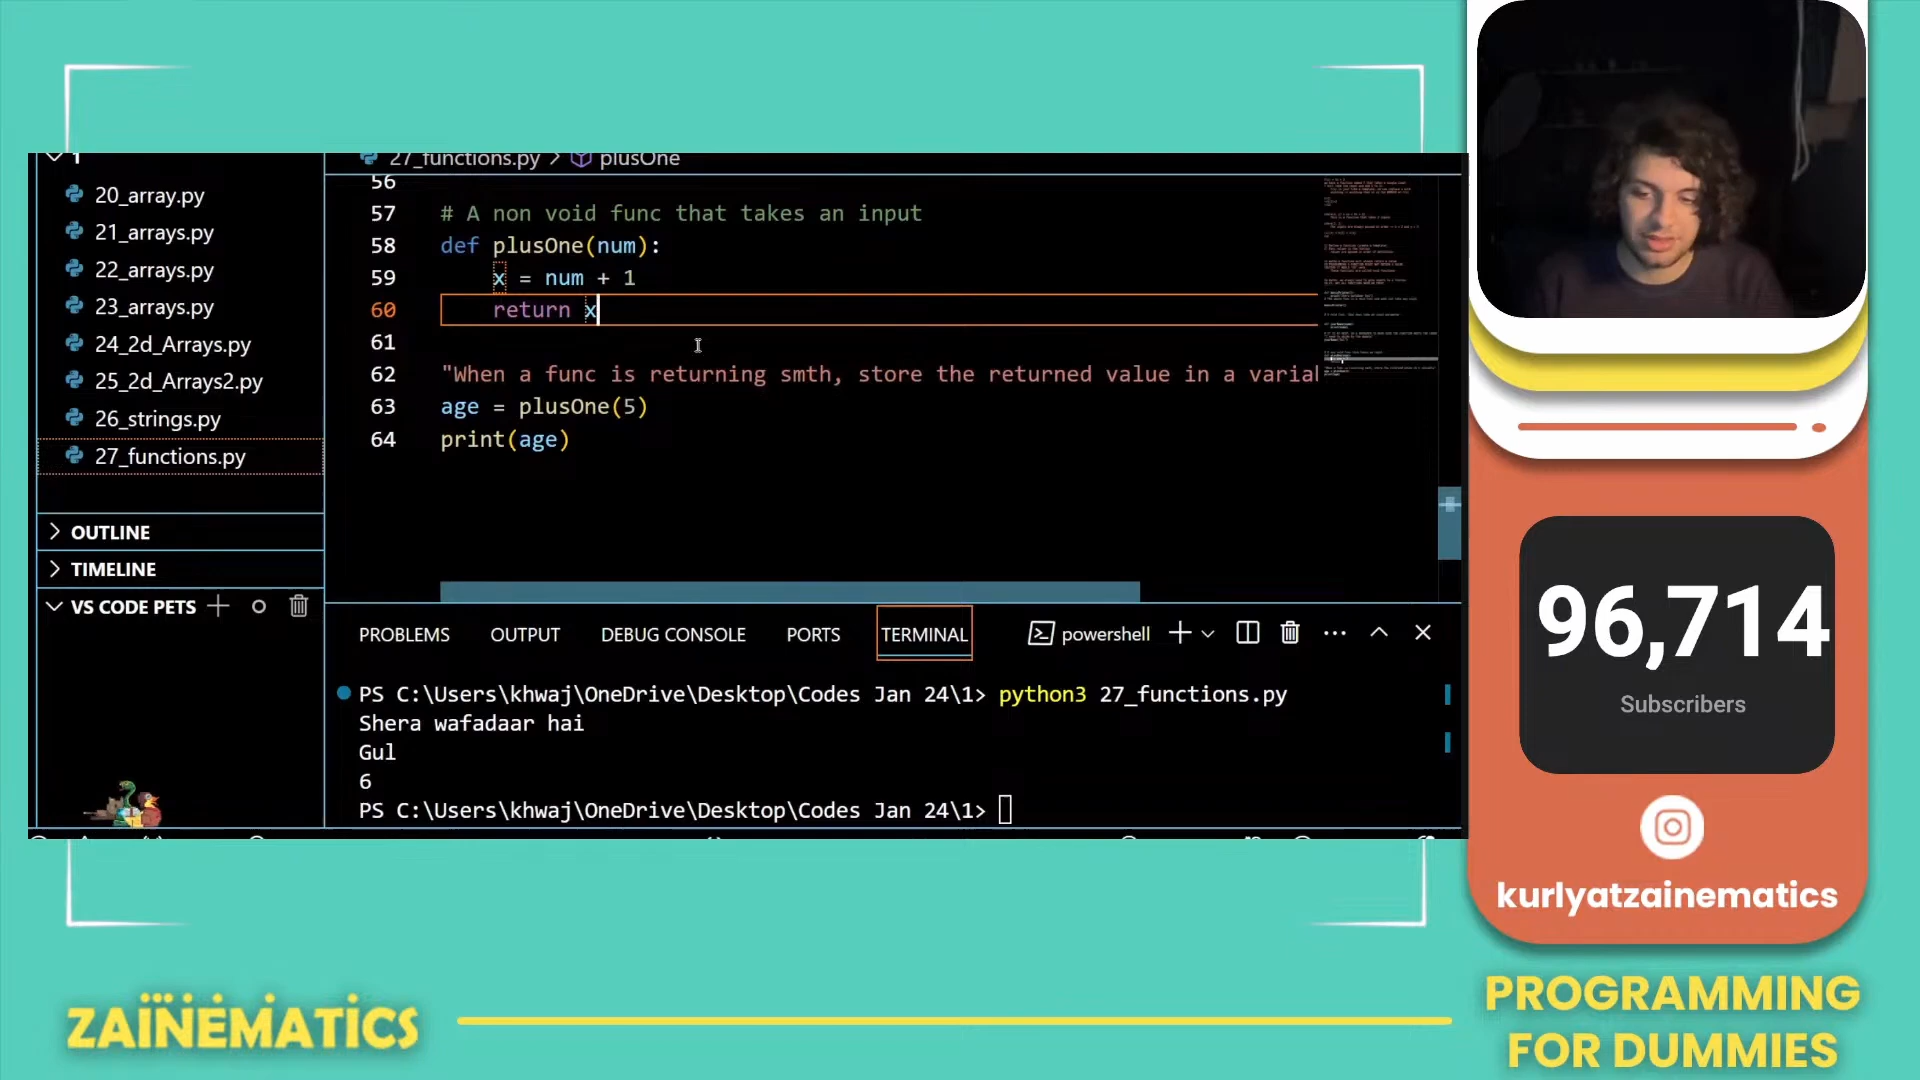 1
20_array.py
21_arrays.py
22_arrays.py
23_arrays.py
24_2d_Arrays.py
25_2d_Arrays2.py
26_strings.py
27_functions.py
OUTLINE
TIMELINE
VS CODE PETS
27_functions.py > plusOne
56
57 # A non void func that takes an input
58 def plusOne(num):
59 x = num + 1
60 return x
61
62 "When a func is returning smth, store the returned value in a varia
63 age = plusOne(5)
64 print(age)
PROBLEMS OUTPUT DEBUG CONSOLE PORTS TERMINAL powershell
PS C:\Users\khwaj\OneDrive\Desktop\Codes Jan 24\1> python3 27_functions.py
Shera wafadaar hai
Gul
6
PS C:\Users\khwaj\OneDrive\Desktop\Codes Jan 24\1>
96,714
Subscribers
kurlyatzainematics
ZAINEMATICS
PROGRAMMING
FOR DUMMIES